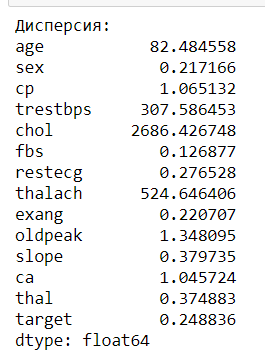 Дисперсия:
age 82.484558
sex 0.217166
cp 1.065132
trestbps 307.586453
chol 2686.426748
fbs 0.126877
restecg 0.276528
thalach 524.646406
exang 0.220707
oldpeak 1.348095
slope 0.379735
ca 1.045724
thal 0.374883
target 0.248836
dtype: float64